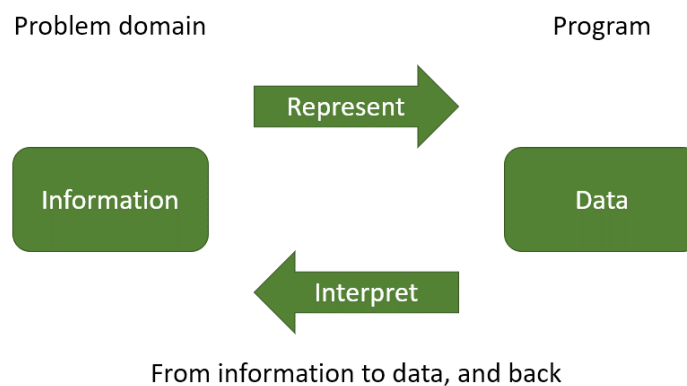 Problem domain
Program
Represent
Information
Data
Interpret
From information to data, and back